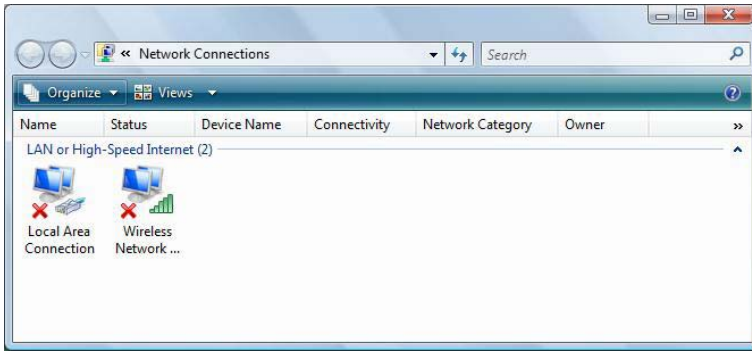 « Network Connections
Search
Organize Views
Name Status Device Name Connectivity Network Category Owner »
LAN or High-Speed Internet (2)
Local Area Connection
Wireless Network ...